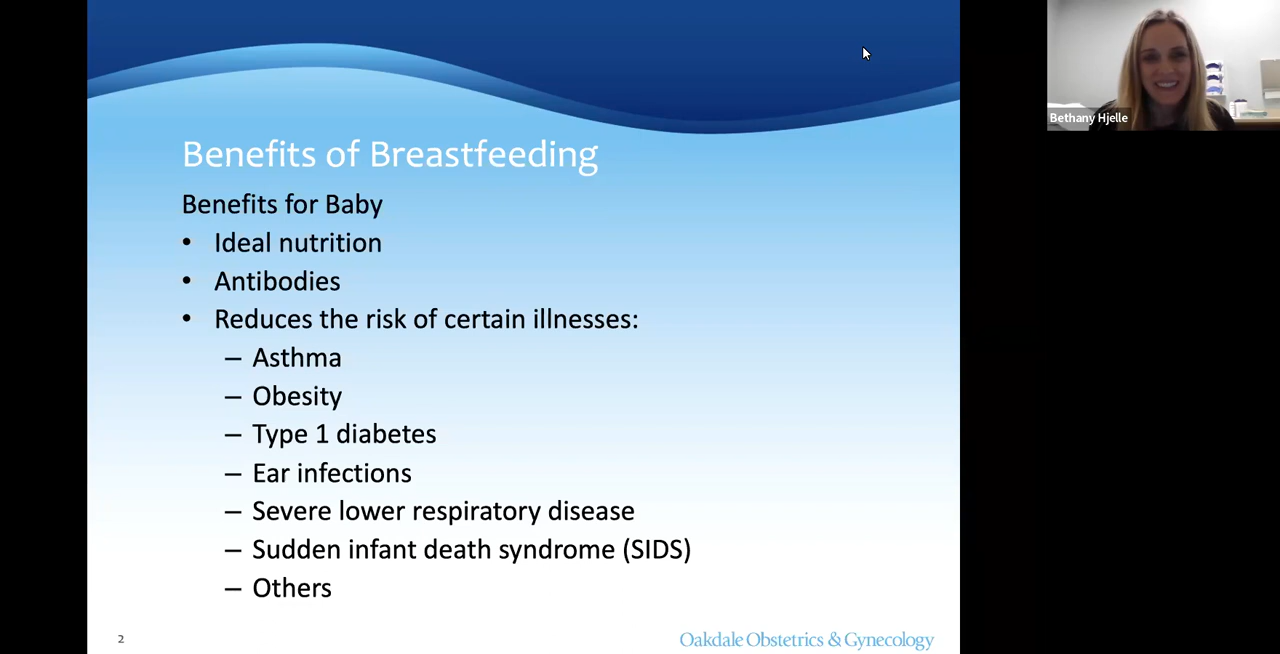 Benefits of Breastfeeding
Benefits for Baby
• Ideal nutrition
• Antibodies
• Reduces the risk of certain illnesses:
– Asthma
– Obesity
– Type 1 diabetes
– Ear infections
– Severe lower respiratory disease
– Sudden infant death syndrome (SIDS)
– Others
2
Oakdale Obstetrics & Gynecology
Bethany Hjelle